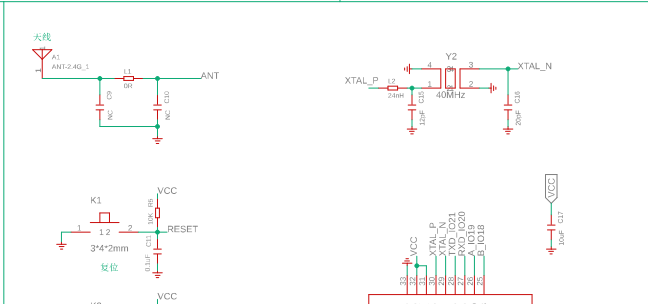 天线
A1
ANT-2.4G_1
1
L1
0R
ANT
C9
NC
C10
NC
Y2
4
3
XTAL_N
XTAL_P
L2
24nH
1
2
40MHz
C15
12pF
C16
20pF
K1
VCC
R6
10K
1
1 2
2
RESET
3*4*2mm
C11
0.1uF
复位
VCC
VCC
C17
10uF
VCC
XTAL_P
XTAL_N
TXD_IO21
RXD_IO20
A_IO19
B_IO18
33
32
31
30
29
28
27
26
25